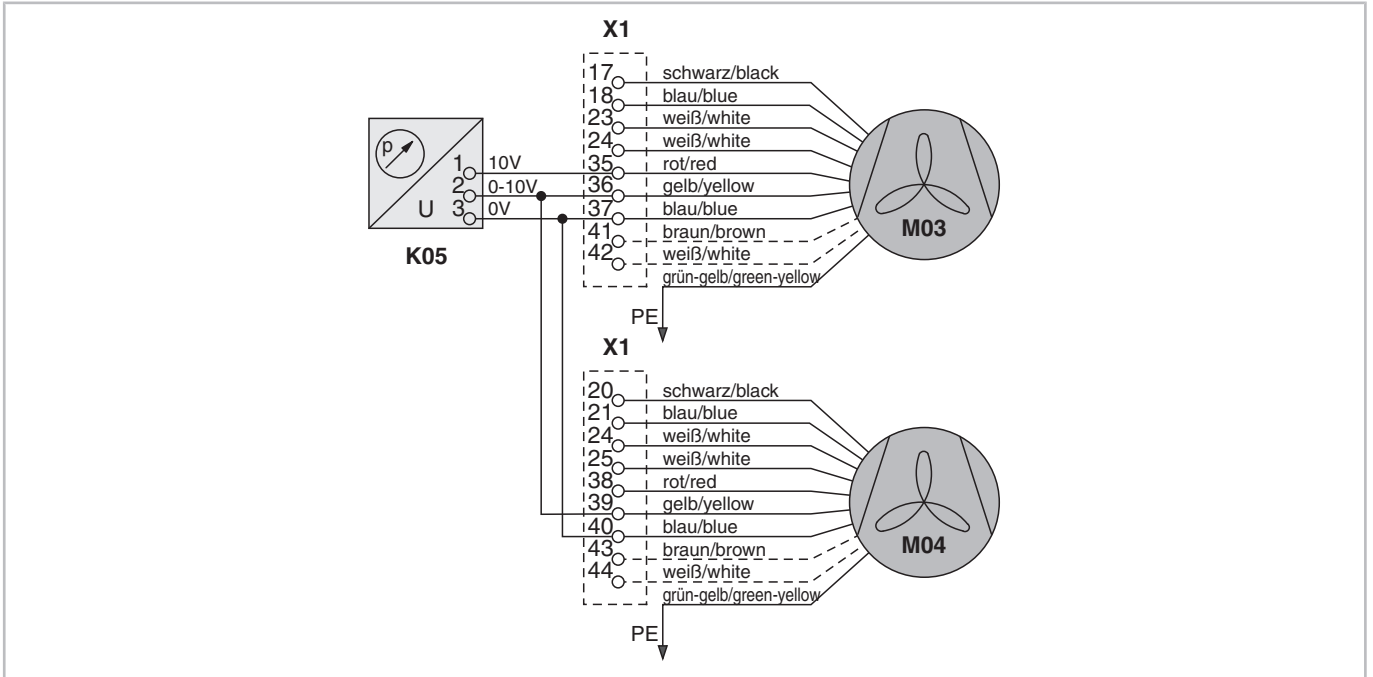 X1
17 schwarz/black
18 blau/blue
23 weiß/white
24 weiß/white
p
1 10V 35 rot/red
2 0-10V 36 gelb/yellow
U 3 0V 37 blau/blue
M03
41 braun/brown
K05
42 weiß/white
grün-gelb/green-yellow
PE
X1
20 schwarz/black
21 blau/blue
24 weiß/white
25 weiß/white
38 rot/red
39 gelb/yellow
40 blau/blue
M04
43 braun/brown
44 weiß/white
grün-gelb/green-yellow
PE